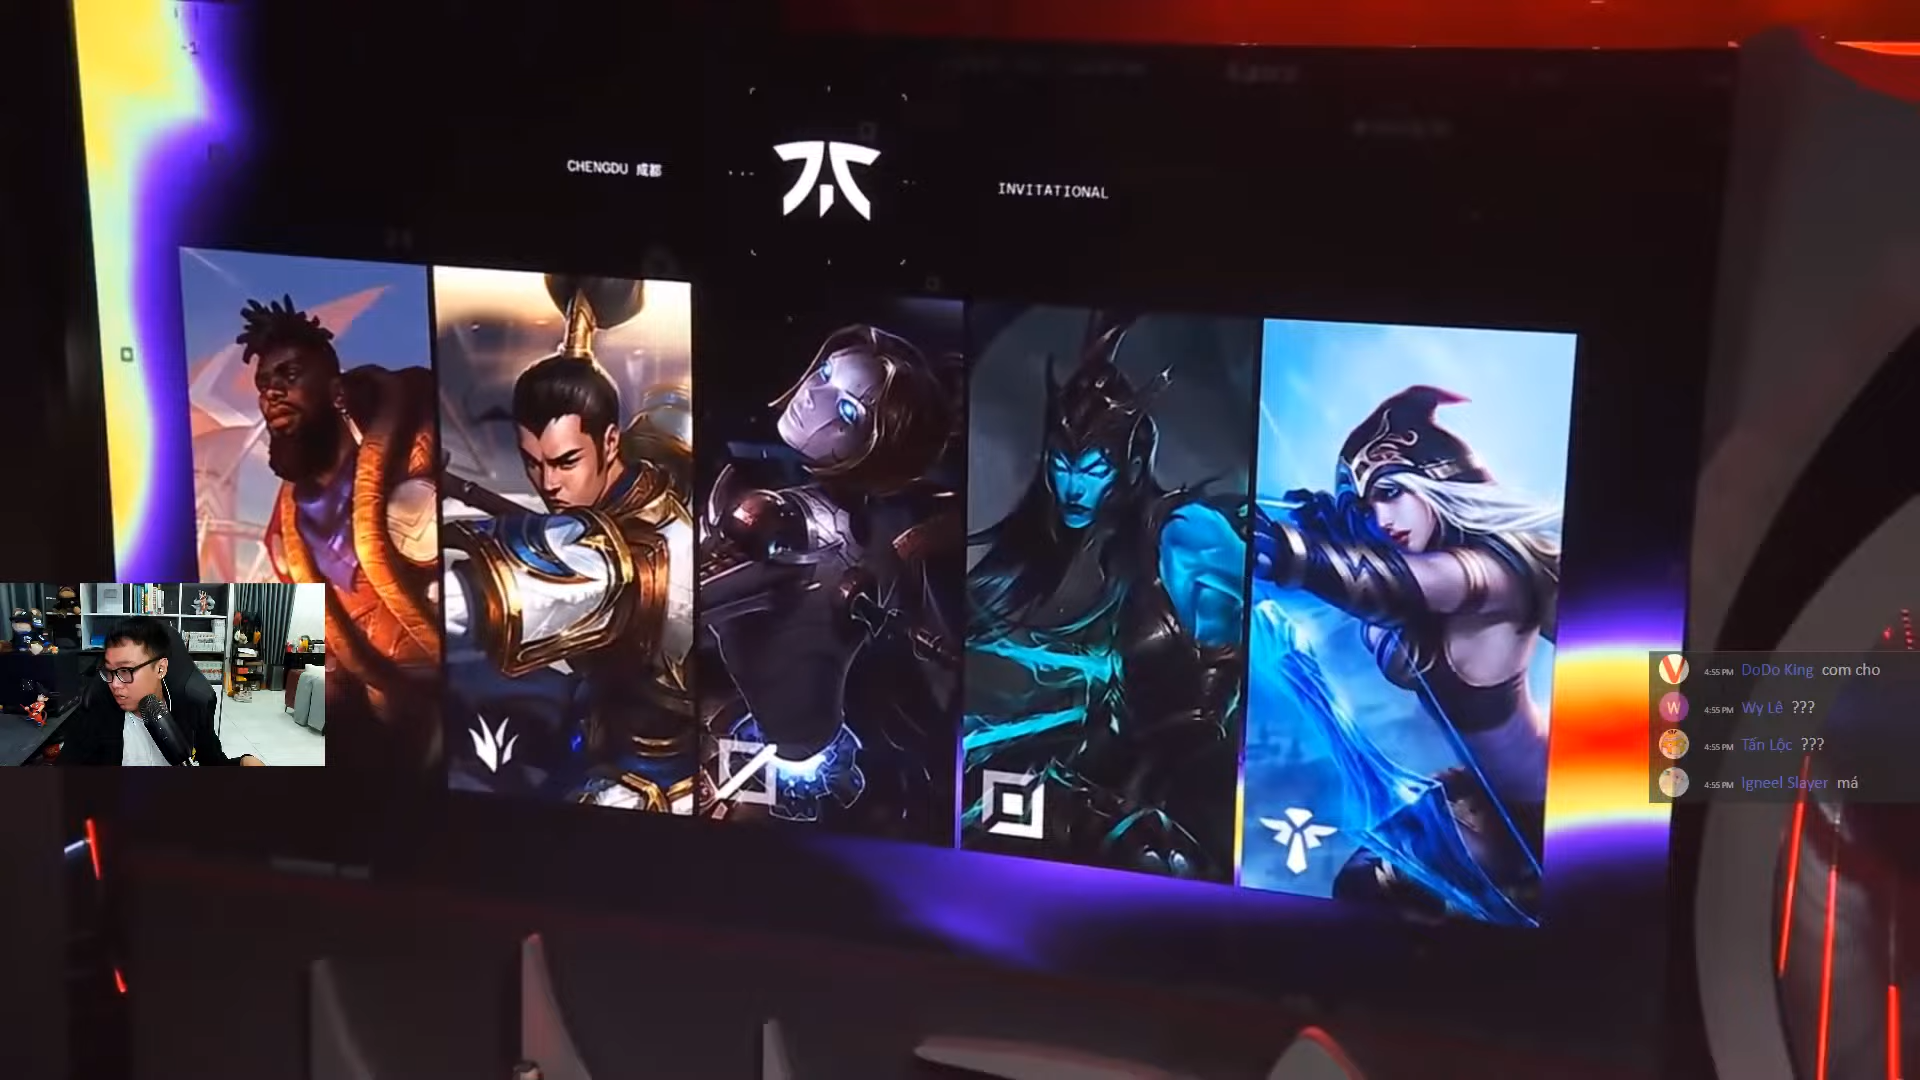 CHENGDU 成都
INVITATIONAL
4:55 PM DoDo King com cho
W 4:55 PM Wy Lê ???
4:55 PM Tấn Lộc ???
4:55 PM Igneel Slayer má